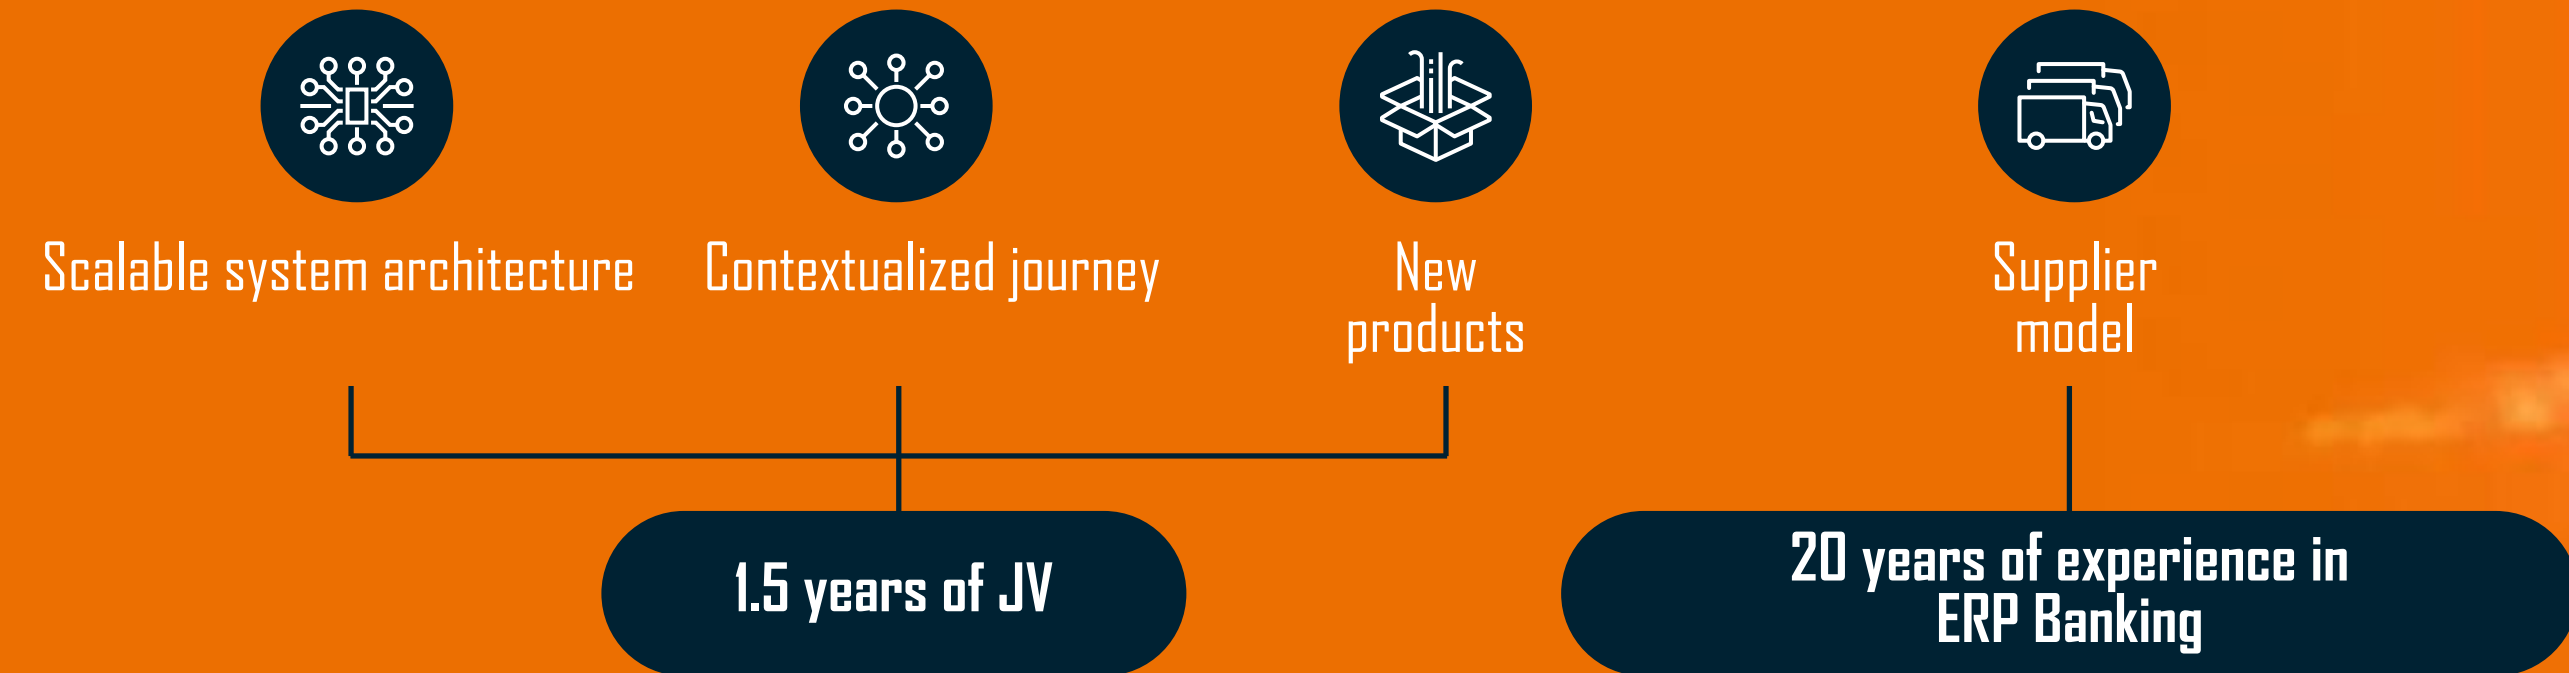 Scalable system architecture
Contextualized journey
New
products
Supplier
model
1.5 years of JV
20 years of experience in
ERP Banking